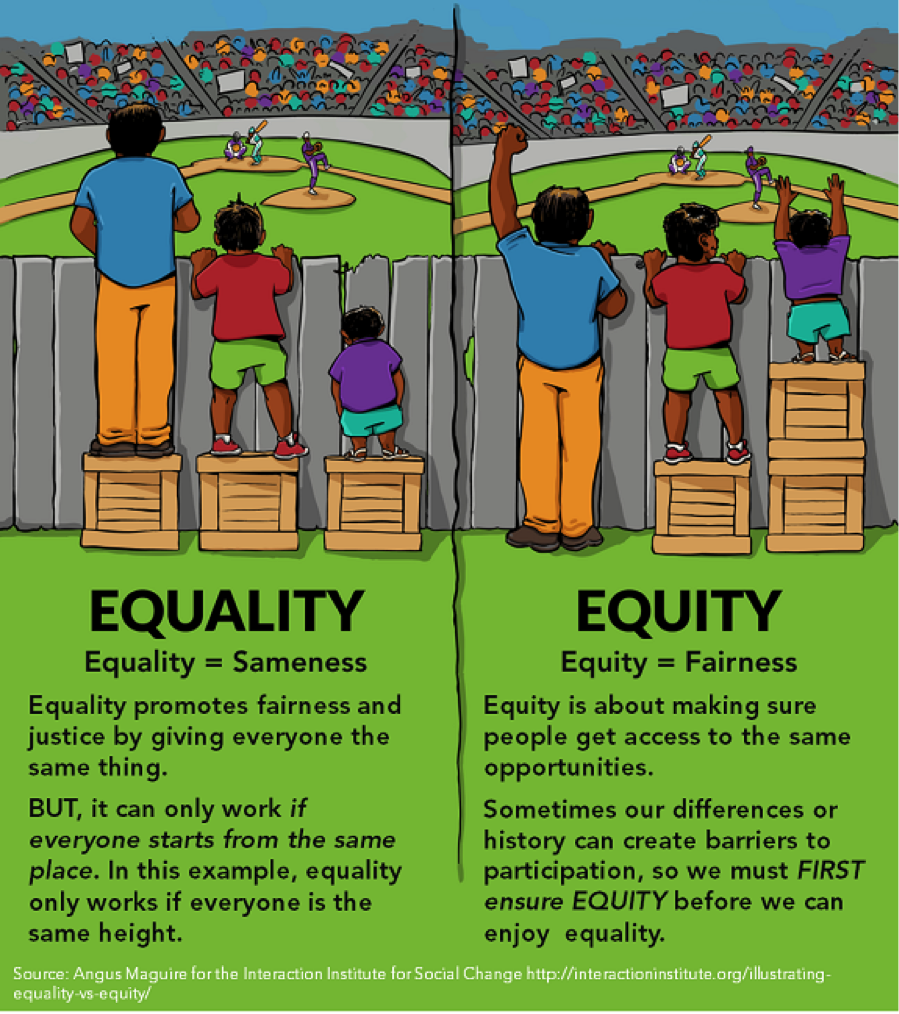 EQUALITY
Equality = Sameness
Equality promotes fairness and
justice by giving everyone the
same thing.
BUT, it can only work if
everyone starts from the same
place. In this example, equality
only works if everyone is the
same height.
EQUITY
Equity = Fairness
Equity is about making sure
people get access to the same
opportunities.
Sometimes our differences or
history can create barriers to
participation, so we must FIRST
ensure EQUITY before we can
enjoy equality.
Source: Angus Maguire for the Interaction Institute for Social Change http://interactioninstitute.org/illustrating-
equality-vs-equity/